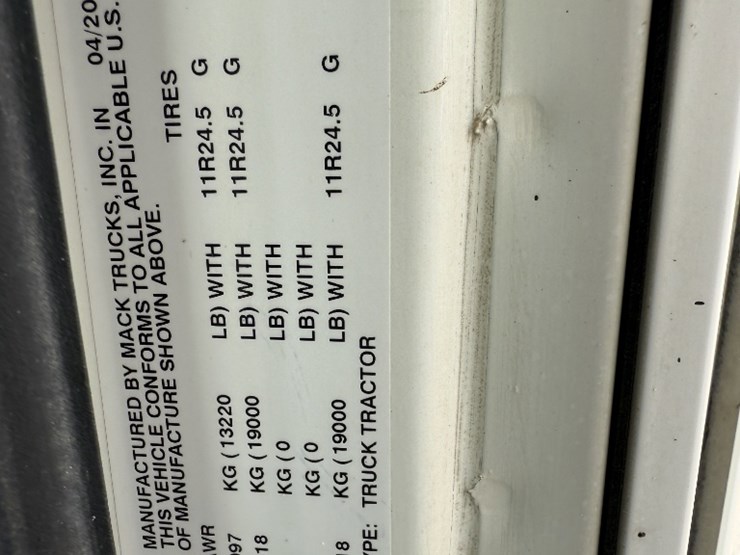 MANUFACTURED BY MACK TRUCKS, INC. IN 04/20
THIS VEHICLE CONFORMS TO ALL APPLICABLE U.S.
OF MANUFACTURE SHOWN ABOVE.
AWR TIRES
97 KG (13220 LB) WITH 11R24.5 G
18 KG (19000 LB) WITH 11R24.5 G
KG (0 LB) WITH
KG (0 LB) WITH
18 KG (19000 LB) WITH 11R24.5 G
PE: TRUCK TRACTOR